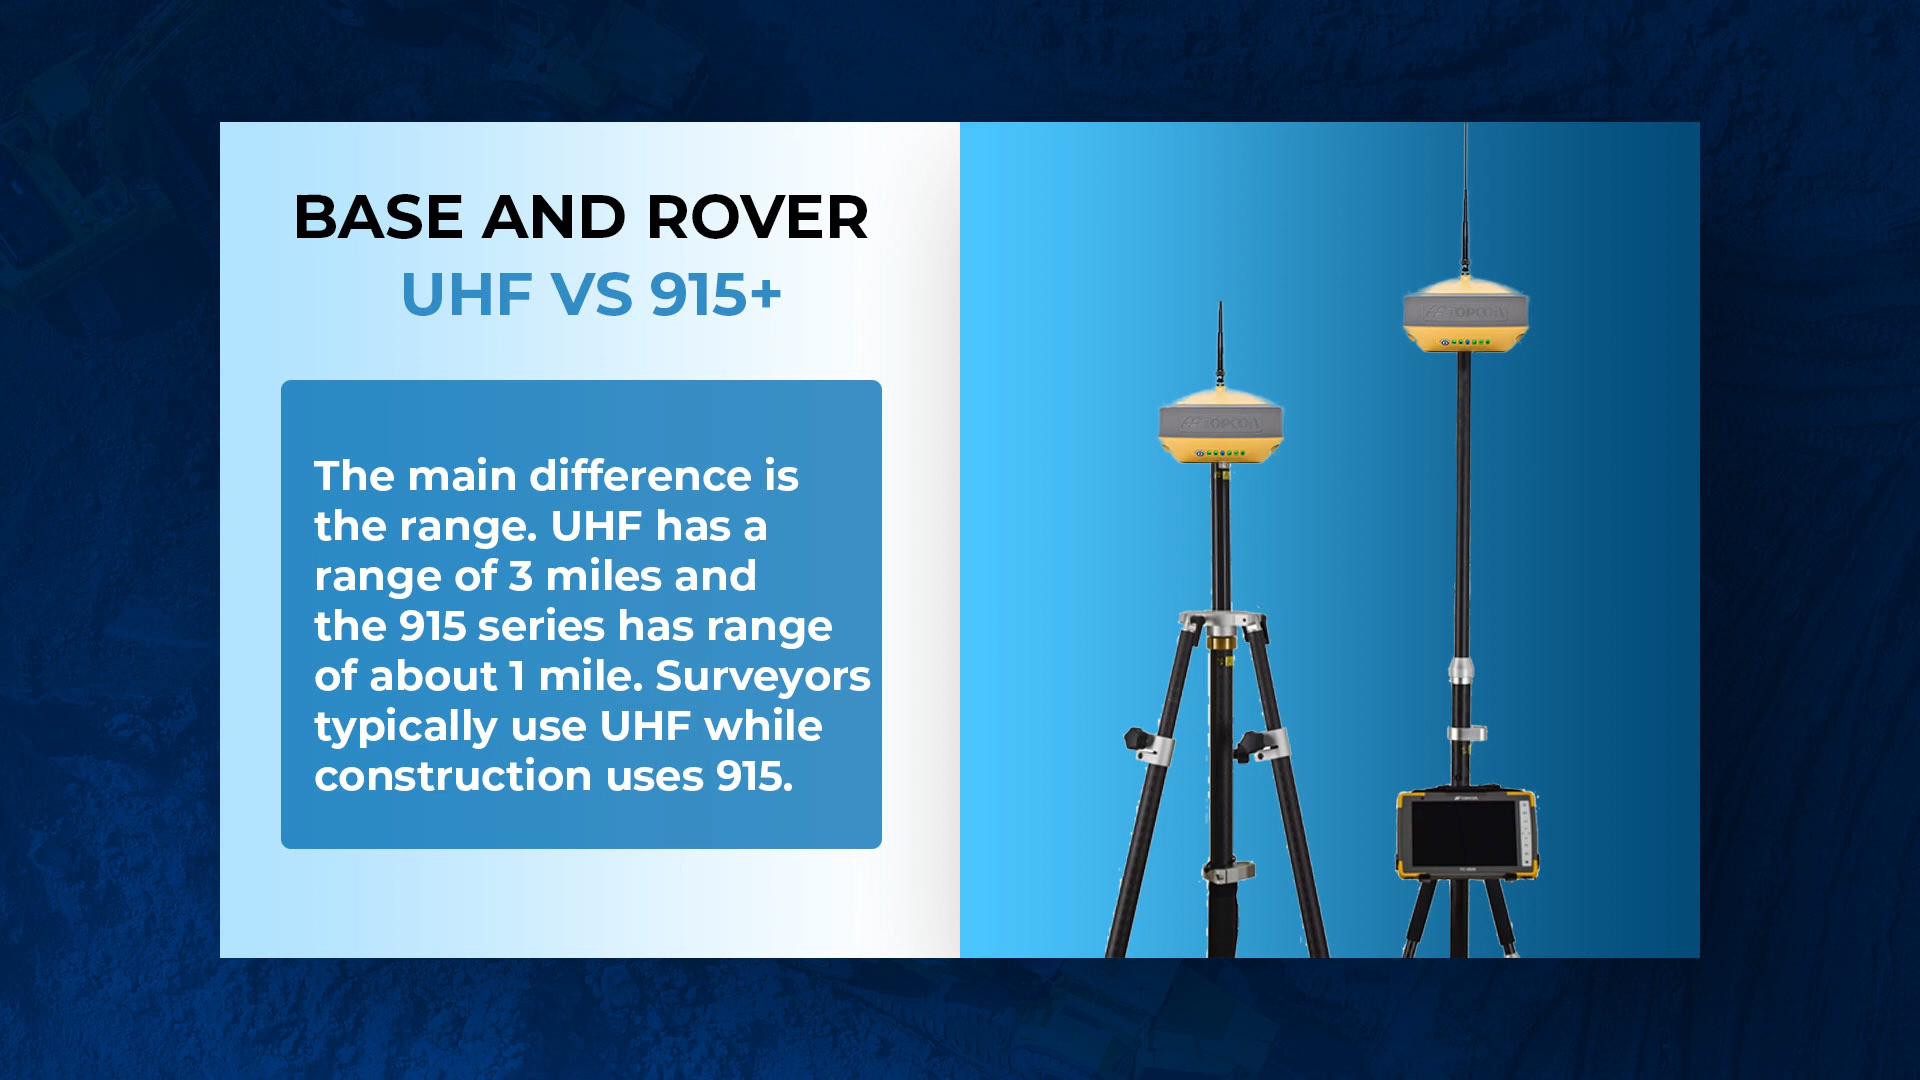 BASE AND ROVER
UHF VS 915+
The main difference is
the range. UHF has a
range of 3 miles and
the 915 series has range
of about 1 mile. Surveyors
typically use UHF while
construction uses 915.
TOPCON
TOPCON
TOPCON